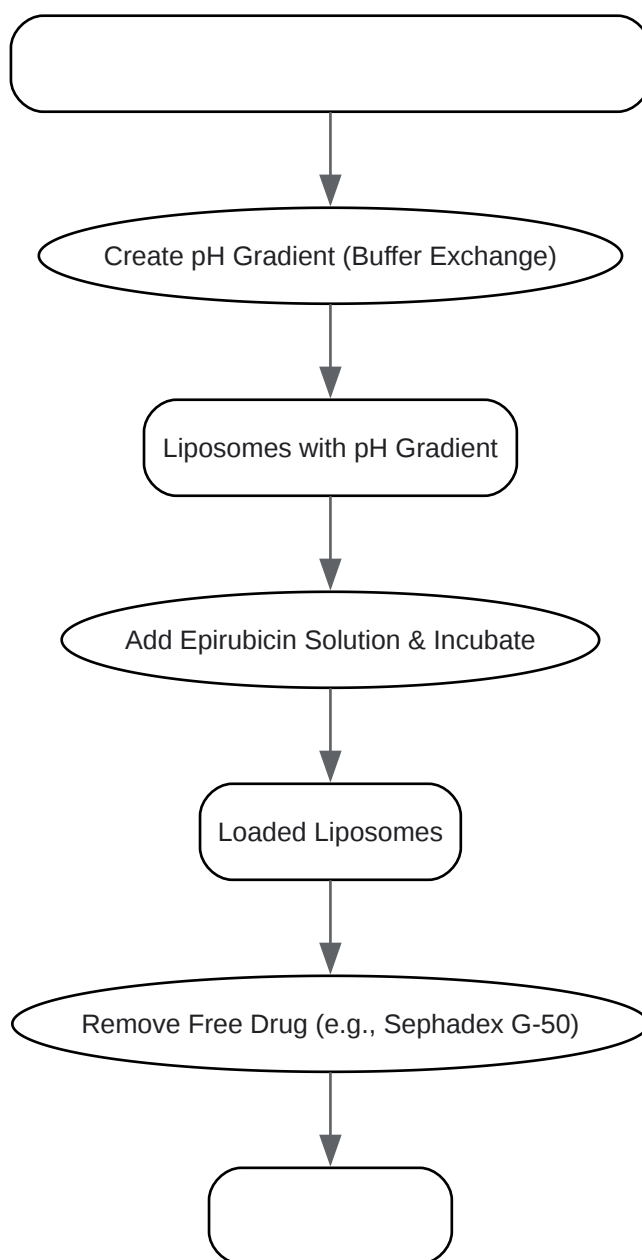 Create pH Gradient (Buffer Exchange)
Liposomes with pH Gradient
Add Epirubicin Solution & Incubate
Loaded Liposomes
Remove Free Drug (e.g., Sephadex G-50)